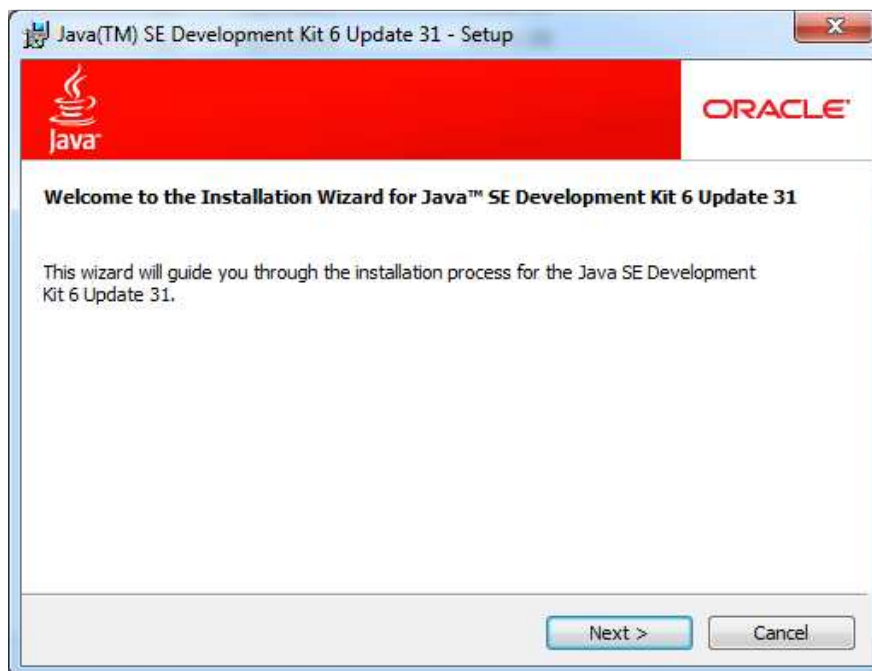 Java(TM) SE Development Kit 6 Update 31 - Setup
Java™
ORACLE®
Welcome to the Installation Wizard for Java™ SE Development Kit 6 Update 31
This wizard will guide you through the installation process for the Java SE Development
Kit 6 Update 31.
Next >
Cancel